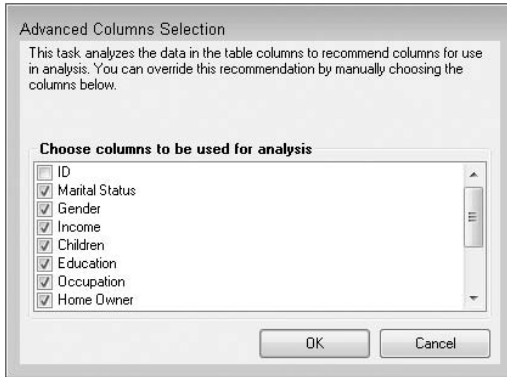 Advanced Columns Selection
This task analyzes the data in the table columns to recommend columns for use
in analysis. You can override this recommendation by manually choosing the
columns below.
Choose columns to be used for analysis
ID
Marital Status
Gender
Income
Children
Education
Occupation
Home Owner
OK
Cancel